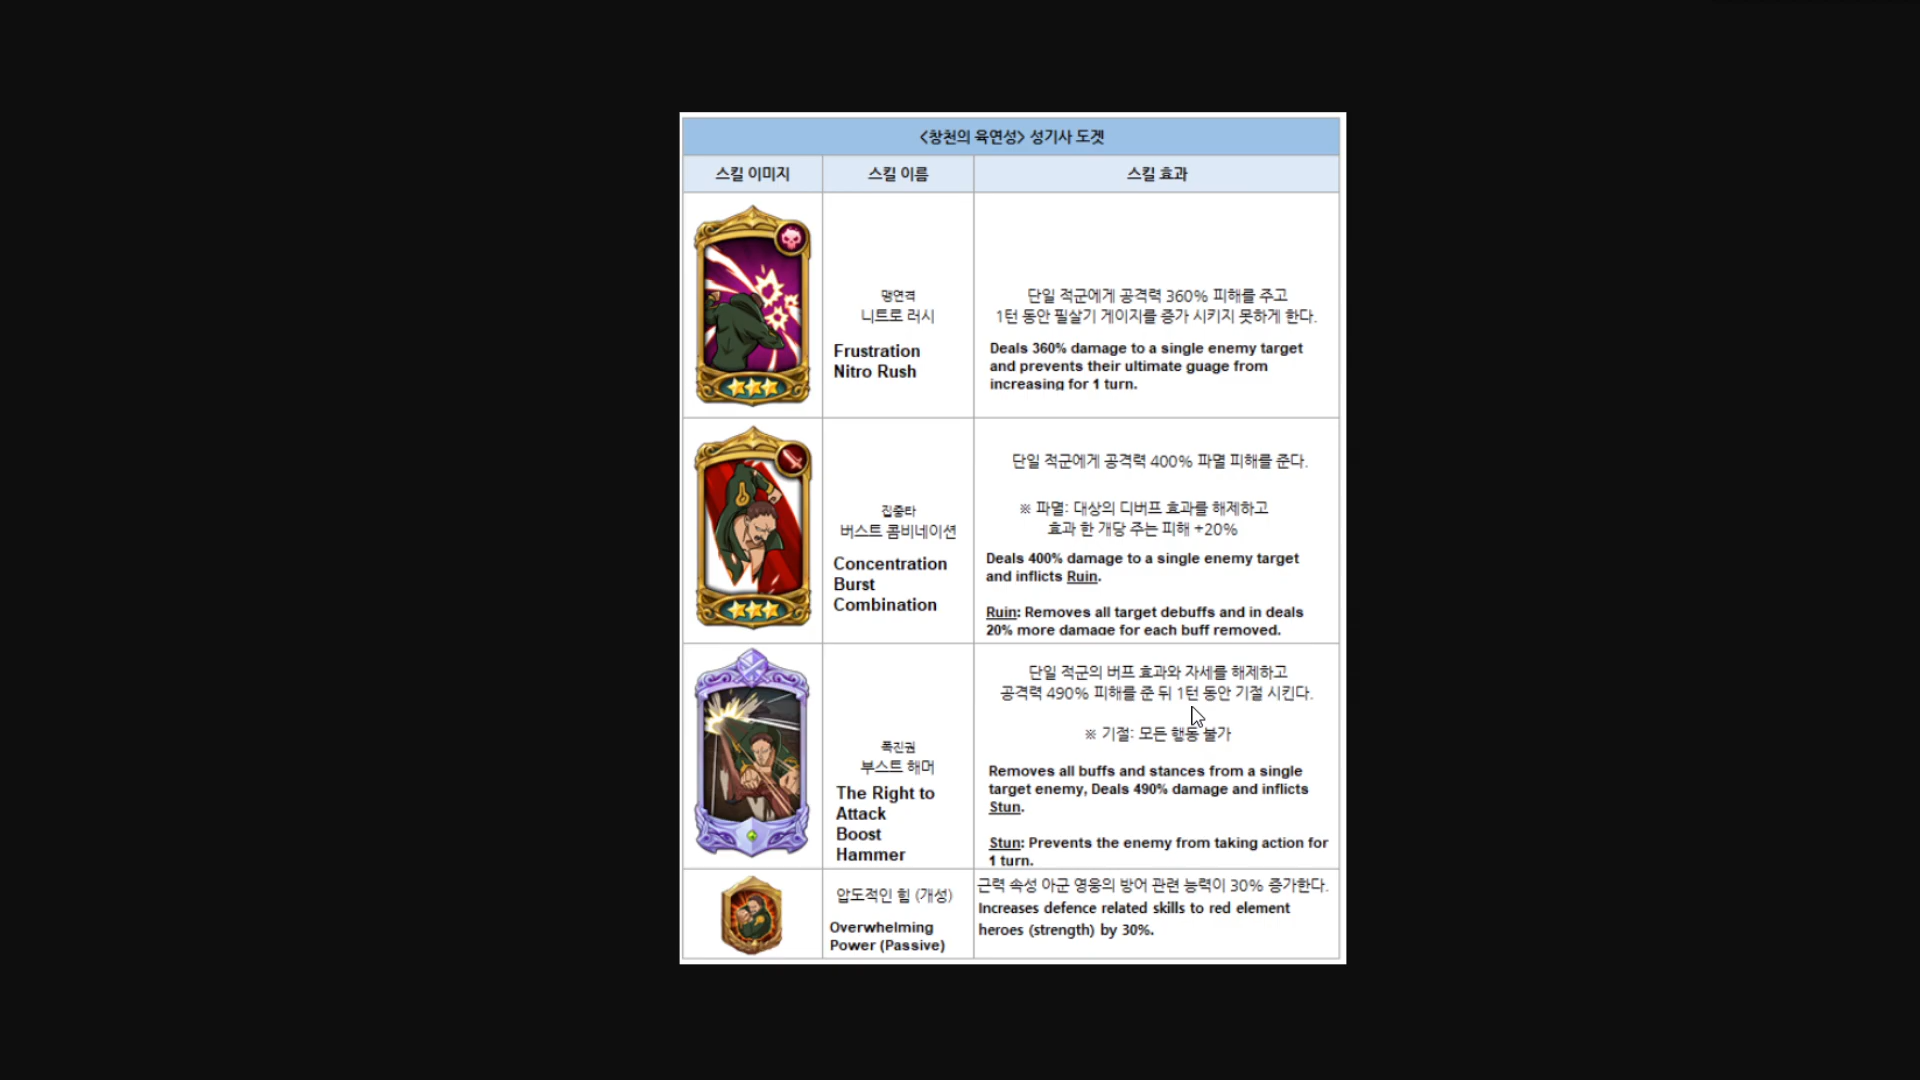 <창천의 육연성> 성기사 도겟
스킬 이미지
스킬 이름
스킬 효과
맹연격
니트로 러시
Frustration
Nitro Rush
단일 적군에게 공격력 360% 피해를 주고
1턴 동안 필살기 게이지를 증가 시키지 못하게 한다.
Deals 360% damage to a single enemy target
and prevents their ultimate guage from
increasing for 1 turn.
집중타
버스트 콤비네이션
Concentration
Burst
Combination
단일 적군에게 공격력 400% 파멸 피해를 준다.
※ 파멸: 대상의 디버프 효과를 해제하고
효과 한 개당 주는 피해 +20%
Deals 400% damage to a single enemy target
and inflicts Ruin.
Ruin: Removes all target debuffs and in deals
20% more damage for each buff removed.
폭진권
부스트 해머
The Right to
Attack
Boost
Hammer
단일 적군의 버프 효과와 자세를 해제하고
공격력 490% 피해를 준 뒤 1턴 동안 기절 시킨다.
※ 기절: 모든 행동 불가
Removes all buffs and stances from a single
target enemy, Deals 490% damage and inflicts
Stun.
Stun: Prevents the enemy from taking action for
1 turn.
압도적인 힘 (개성)
Overwhelming
Power (Passive)
근력 속성 아군 영웅의 방어 관련 능력이 30% 증가한다.
Increases defence related skills to red element
heroes (strength) by 30%.